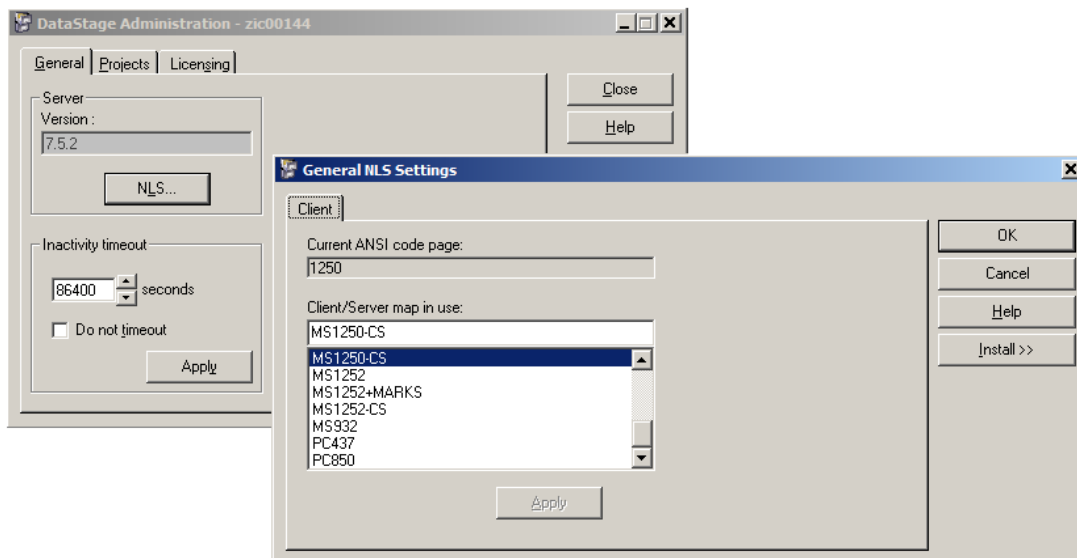 DataStage Administration - zic00144
General
Projects
Licensing
Server
Version :
7.5.2
NLS...
Inactivity timeout
86400
seconds
Do not timeout
Apply
Close
Help
General NLS Settings
Client
Current ANSI code page:
1250
Client/Server map in use:
MS1250-CS
MS1250-CS
MS1252
MS1252+MARKS
MS1252-CS
MS932
PC437
PC850
Apply
OK
Cancel
Help
Install >>